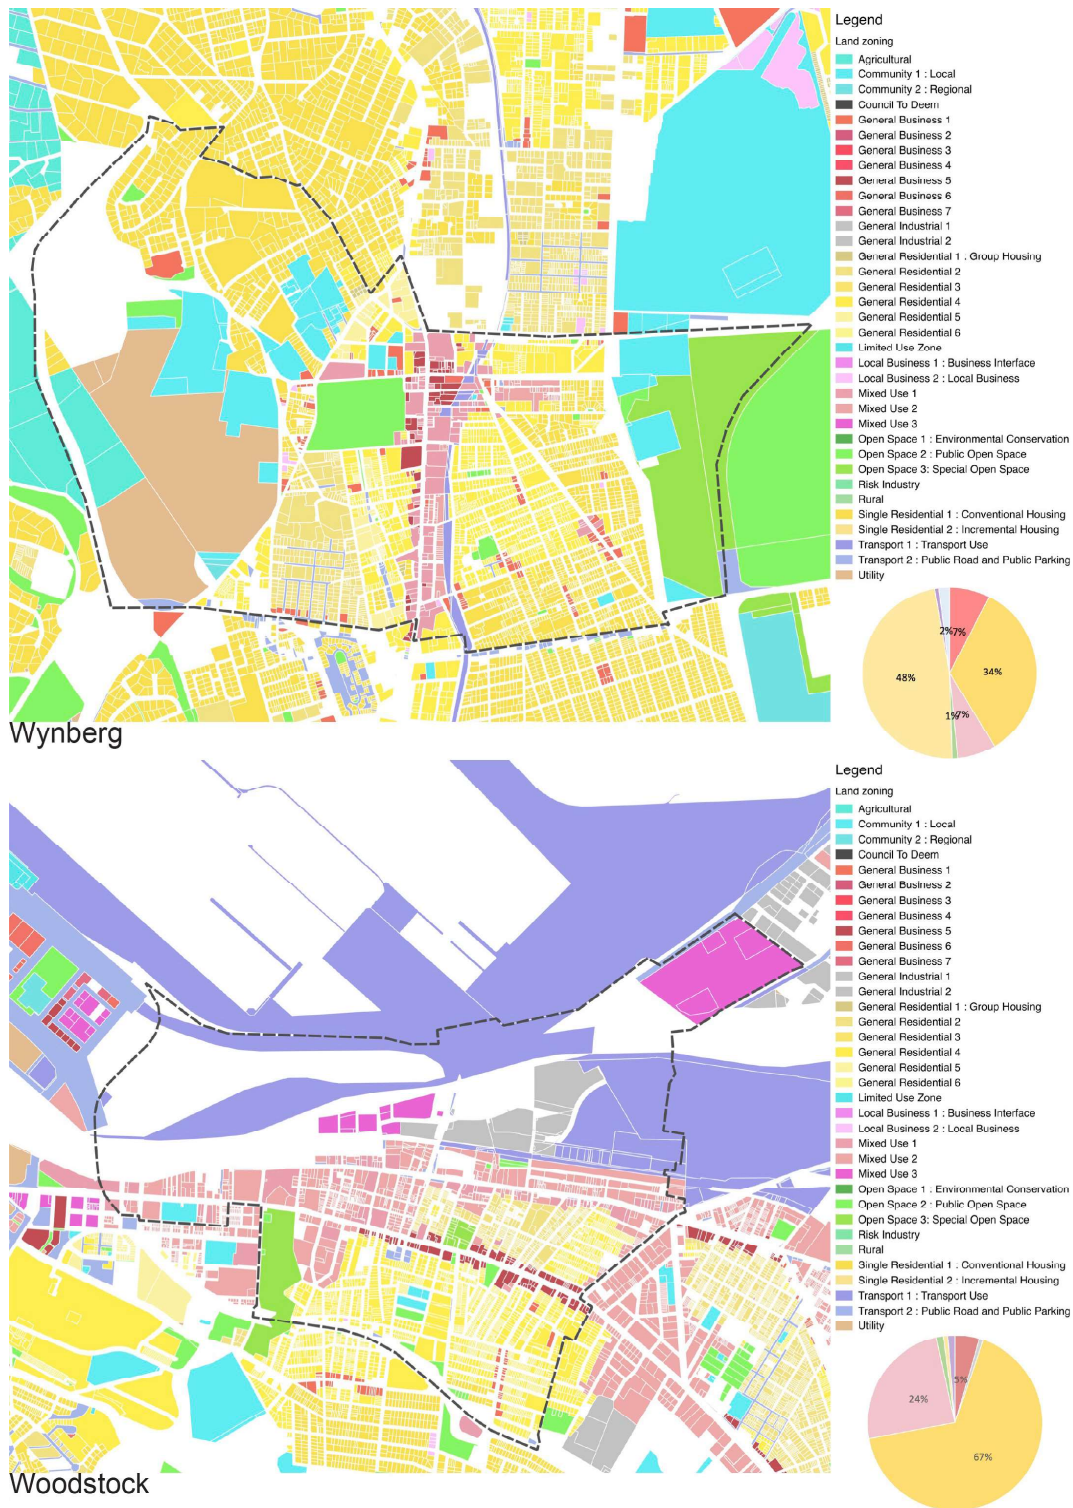 Legend
Land zoning
Agricultural
Community 1 : Local
Community 2 : Regional
Council To Deem
General Business 1
General Business 2
General Business 3
General Business 4
General Business 5
General Business 6
General Business 7
General Industrial 1
General Industrial 2
General Residential 1 : Group Housing
General Residential 2
General Residential 3
General Residential 4
General Residential 5
General Residential 6
Limited Use Zone
Local Business 1 : Business Interface
Local Business 2 : Local Business
Mixed Use 1
Mixed Use 2
Mixed Use 3
Open Space 1 : Environmental Conservation
Open Space 2 : Public Open Space
Open Space 3: Special Open Space
Risk Industry
Rural
Single Residential 1 : Conventional Housing
Single Residential 2 : Incremental Housing
Transport 1 : Transport Use
Transport 2 : Public Road and Public Parking
Utility
2% 7%
48% 34%
1% 7%
Wynberg
Legend
Land zoning
Agricultural
Community 1 : Local
Community 2 : Regional
Council To Deem
General Business 1
General Business 2
General Business 3
General Business 4
General Business 5
General Business 6
General Business 7
General Industrial 1
General Industrial 2
General Residential 1 : Group Housing
General Residential 2
General Residential 3
General Residential 4
General Residential 5
General Residential 6
Limited Use Zone
Local Business 1 : Business Interface
Local Business 2 : Local Business
Mixed Use 1
Mixed Use 2
Mixed Use 3
Open Space 1 : Environmental Conservation
Open Space 2 : Public Open Space
Open Space 3: Special Open Space
Risk Industry
Rural
Single Residential 1 : Conventional Housing
Single Residential 2 : Incremental Housing
Transport 1 : Transport Use
Transport 2 : Public Road and Public Parking
Utility
5%
24%
67%
Woodstock